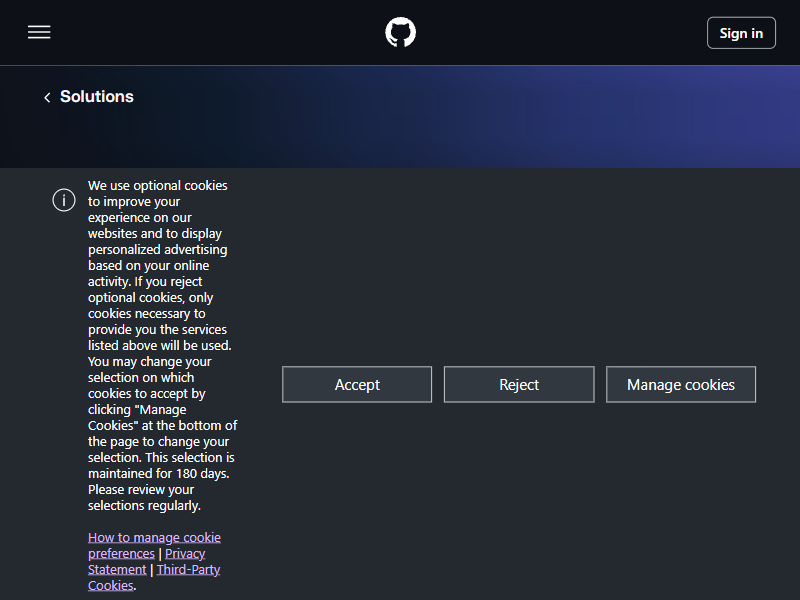 Sign in
Solutions
We use optional cookies
to improve your
experience on our
websites and to display
personalized advertising
based on your online
activity. If you reject
optional cookies, only
cookies necessary to
provide you the services
listed above will be used.
You may change your
selection on which
cookies to accept by
clicking "Manage
Cookies" at the bottom of
the page to change your
selection. This selection is
maintained for 180 days.
Please review your
selections regularly.
How to manage cookie
preferences | Privacy
Statement | Third-Party
Cookies.
Accept
Reject
Manage cookies